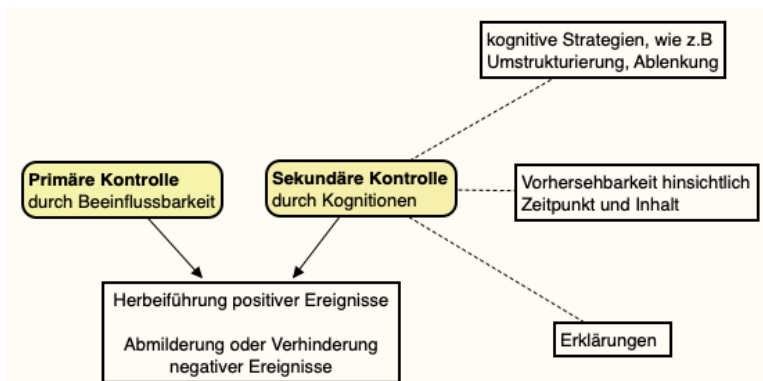 kognitive Strategien, wie z.B
Umstrukturierung, Ablenkung
Primäre Kontrolle
durch Beeinflussbarkeit
Sekundäre Kontrolle
durch Kognitionen
Vorhersehbarkeit hinsichtlich
Zeitpunkt und Inhalt
Herbeiführung positiver Ereignisse
Abmilderung oder Verhinderung
negativer Ereignisse
Erklärungen